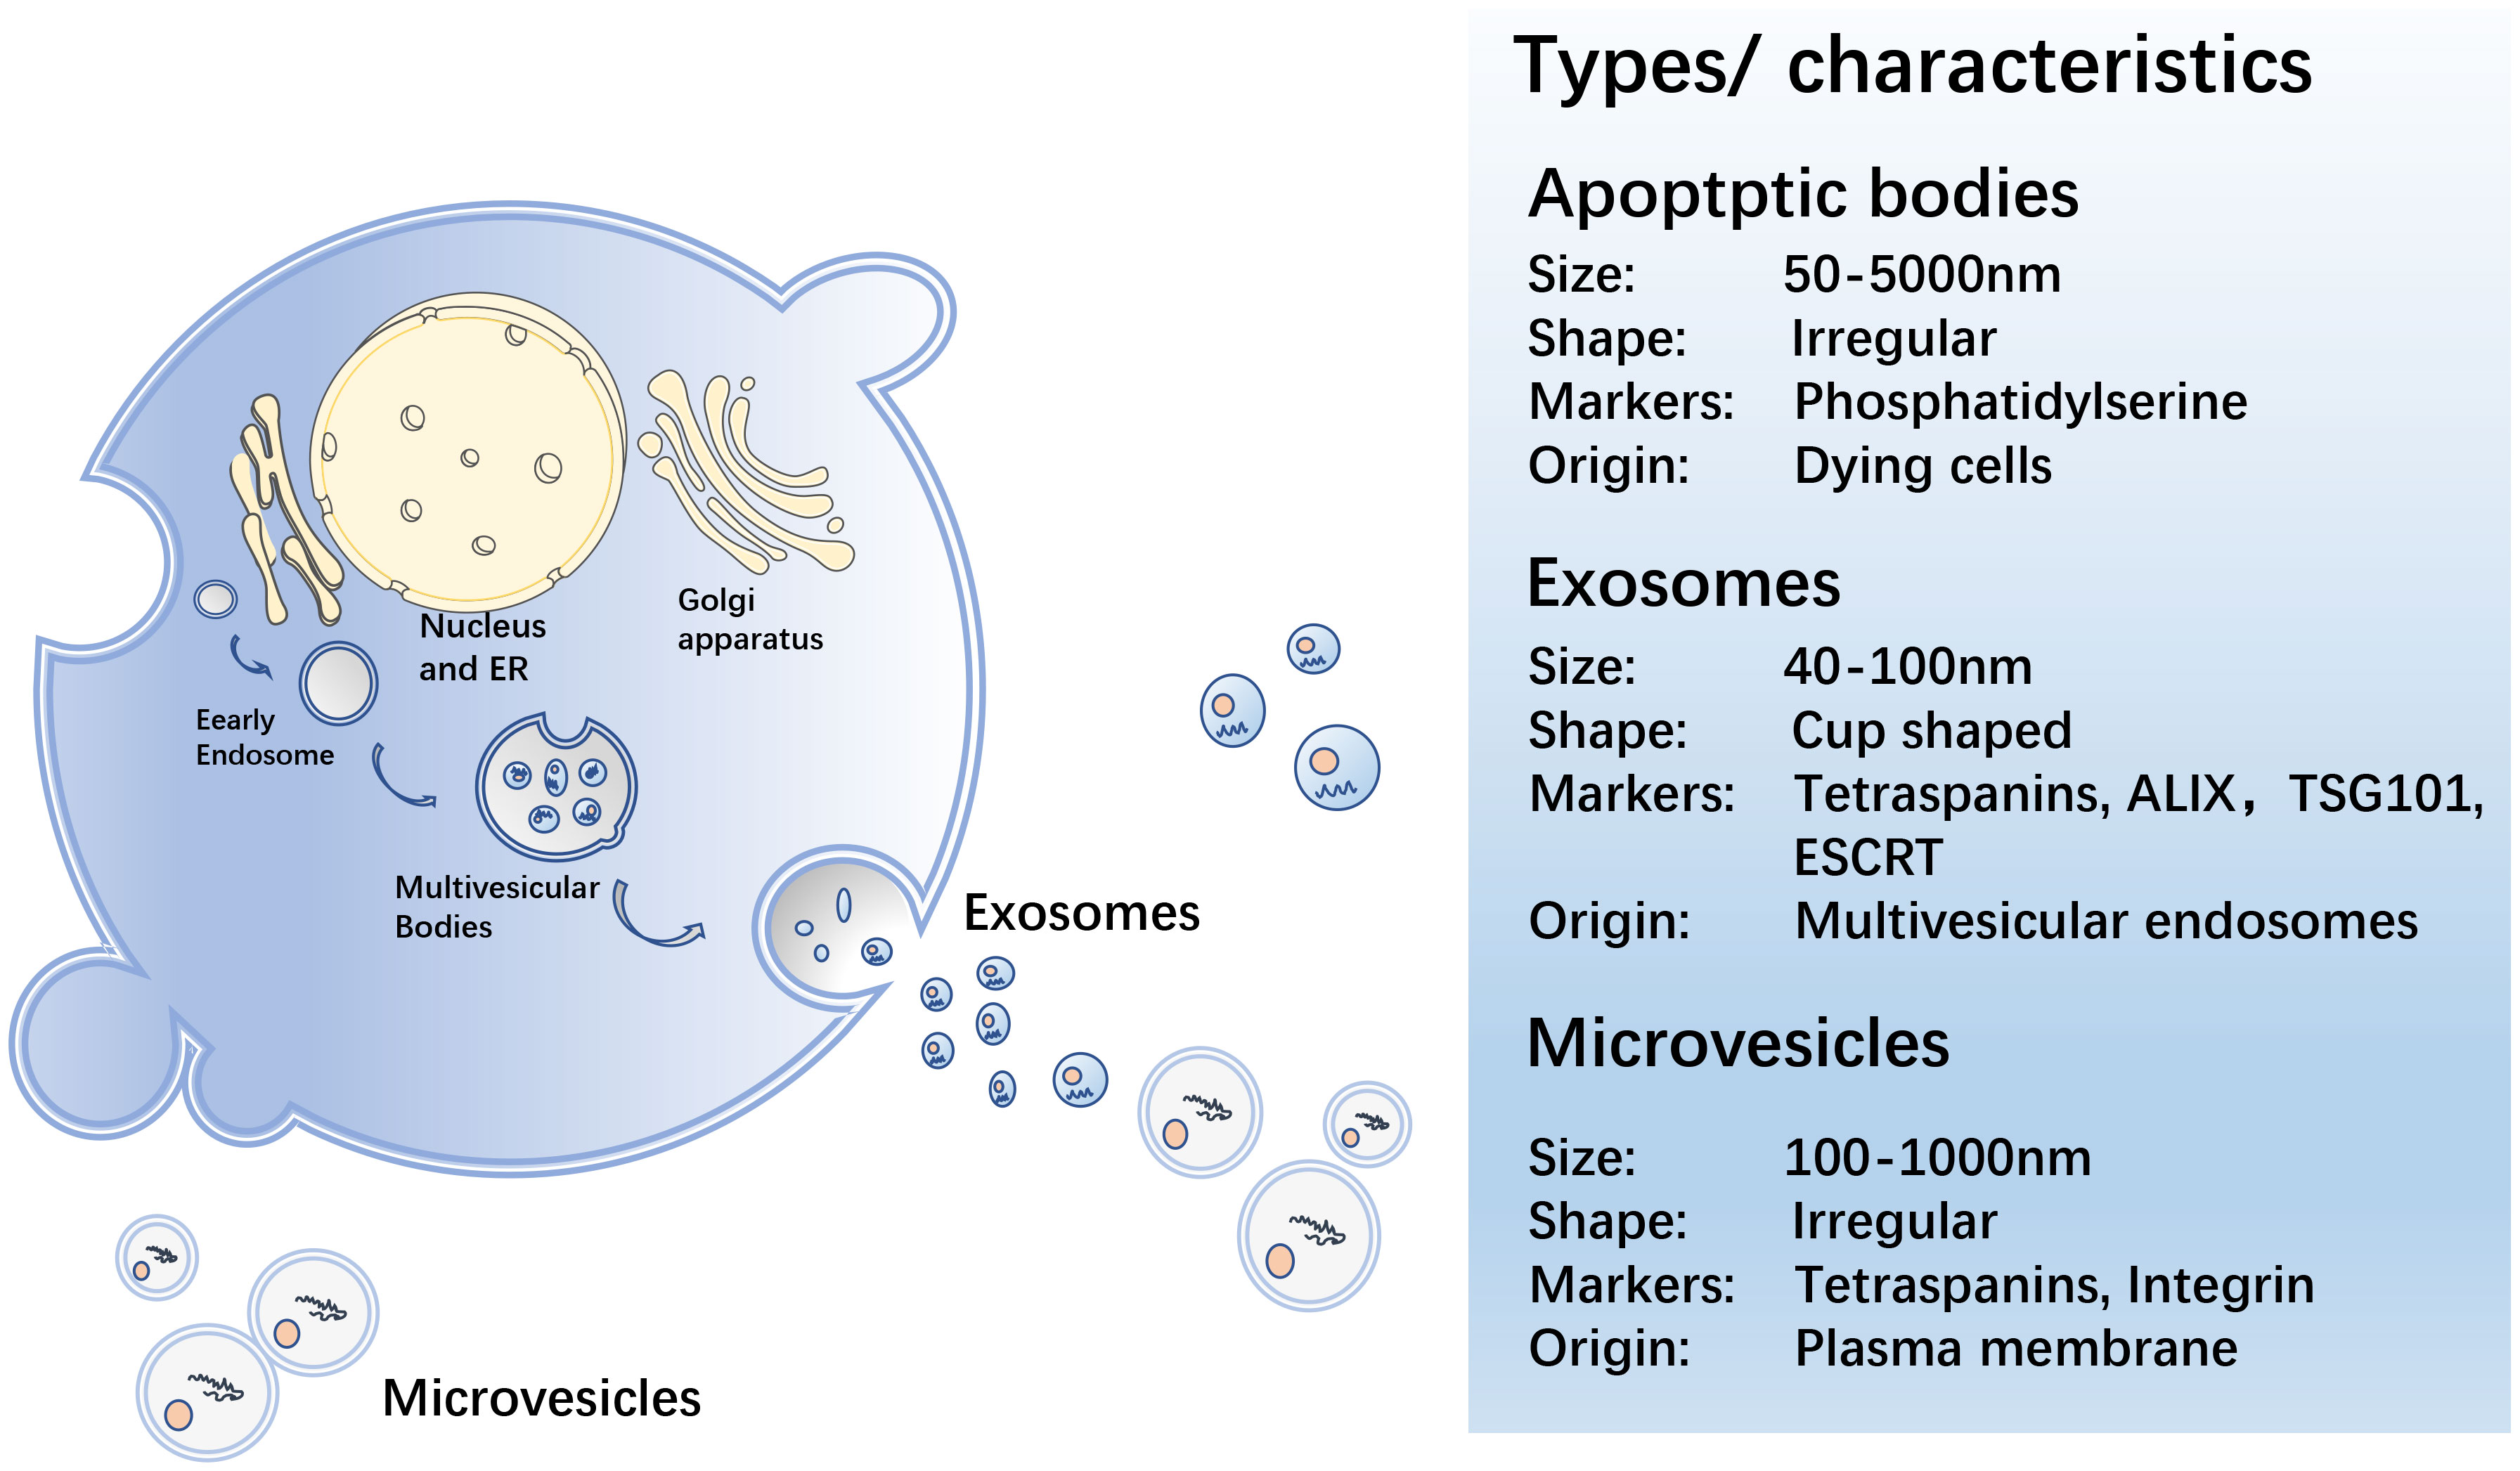 Nucleus
and ER
Golgi
apparatus
Eearly
Endosome
Multivesicular
Bodies
Exosomes
Microvesicles
Types/ characteristics
Apoptptic bodies
Size: 50-5000nm
Shape: Irregular
Markers: Phosphatidylserine
Origin: Dying cells
Exosomes
Size: 40-100nm
Shape: Cup shaped
Markers: Tetraspanins, ALIX，TSG101,
ESCRT
Origin: Multivesicular endosomes
Microvesicles
Size: 100-1000nm
Shape: Irregular
Markers: Tetraspanins, Integrin
Origin: Plasma membrane